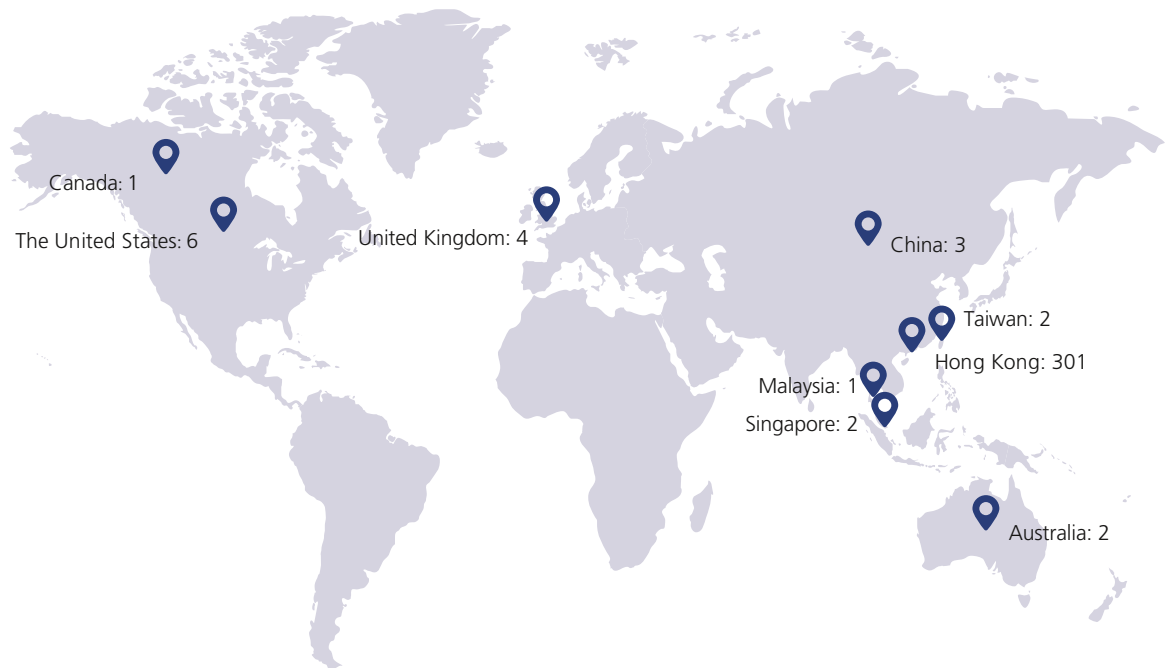 Canada: 1
The United States: 6
United Kingdom: 4
China: 3
Taiwan: 2
Hong Kong: 301
Malaysia: 1
Singapore: 2
Australia: 2